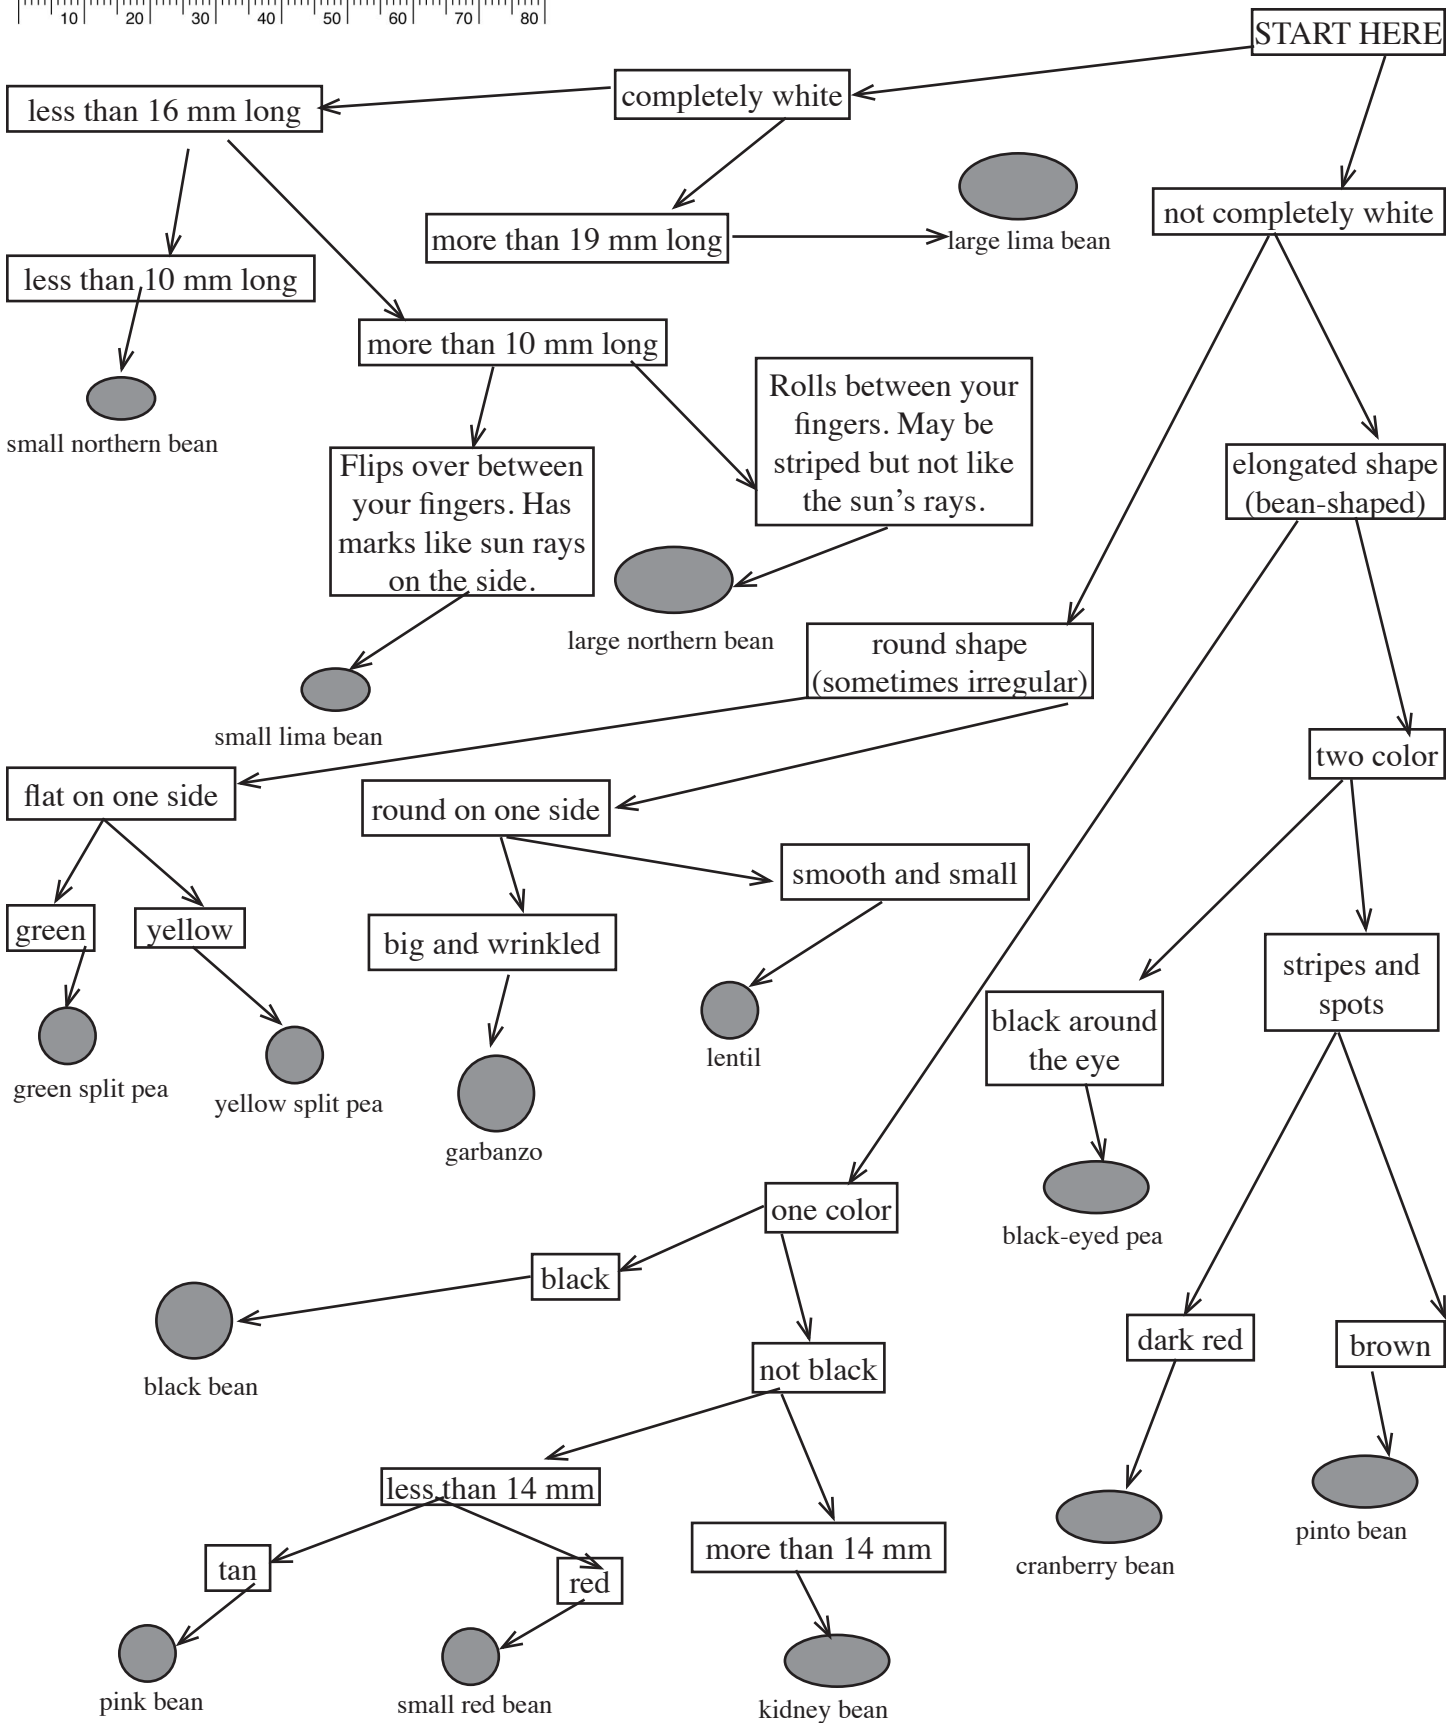 10 20 30 40 50 60 70 80
START HERE
completely white
less than 16 mm long
not completely white
more than 19 mm long
large lima bean
less than 10 mm long
more than 10 mm long
small northern bean
Rolls between your
fingers. May be
striped but not like
the sun’s rays.
Flips over between
your fingers. Has
marks like sun rays
on the side.
elongated shape
(bean-shaped)
large northern bean
round shape
(sometimes irregular)
small lima bean
two color
flat on one side
round on one side
smooth and small
green
yellow
big and wrinkled
stripes and
spots
black around
the eye
lentil
green split pea
yellow split pea
garbanzo
one color
black-eyed pea
black
dark red
brown
black bean
not black
less than 14 mm
more than 14 mm
pinto bean
cranberry bean
tan
red
pink bean
small red bean
kidney bean